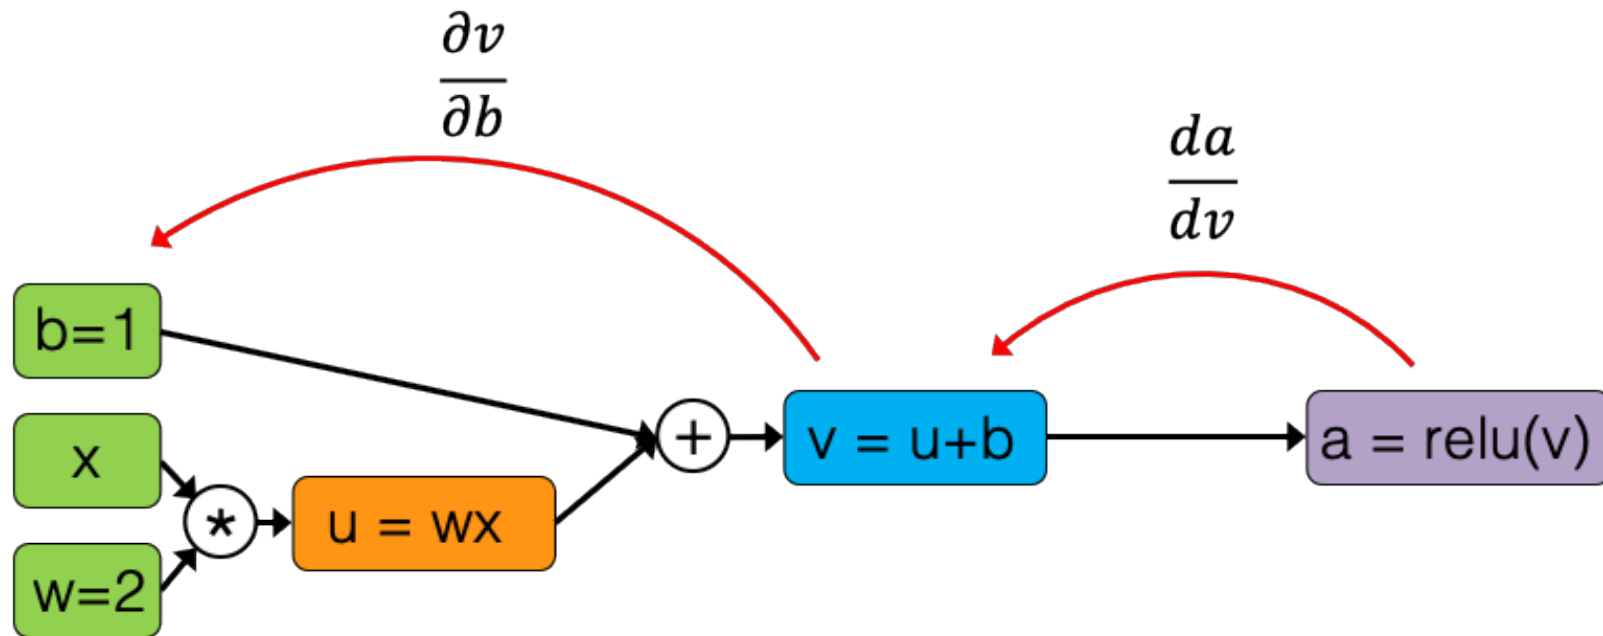 ∂v
∂b
da
dv
b=1
x
w=2
*
u = wx
+
v = u+b
a = relu(v)